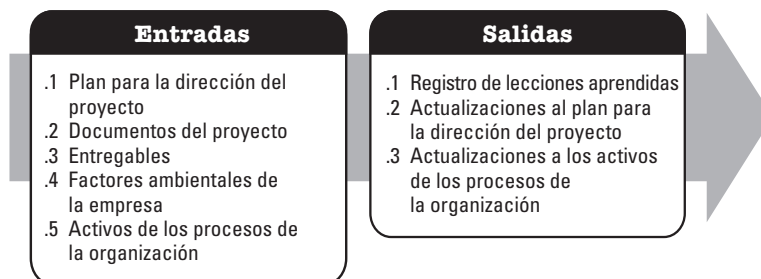 Entradas
.1 Plan para la dirección del
proyecto
.2 Documentos del proyecto
.3 Entregables
.4 Factores ambientales de
la empresa
.5 Activos de los procesos de
la organización
Salidas
.1 Registro de lecciones aprendidas
.2 Actualizaciones al plan para
la dirección del proyecto
.3 Actualizaciones a los activos
de los procesos de
la organización